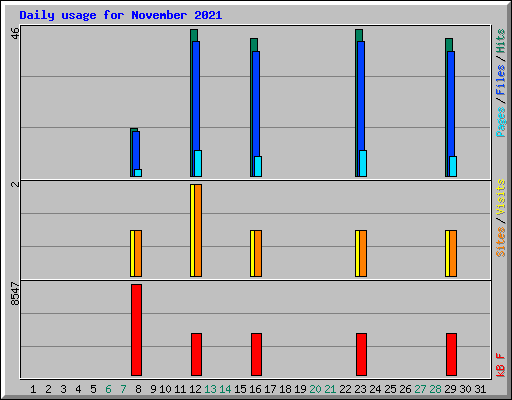 Daily usage for November 2021
46
Pages / Files / Hits
2
Sites / Visits
8547
kB F
1 2 3 4 5 6 7 8 9 10 11 12 13 14 15 16 17 18 19 20 21 22 23 24 25 26 27 28 29 30 31